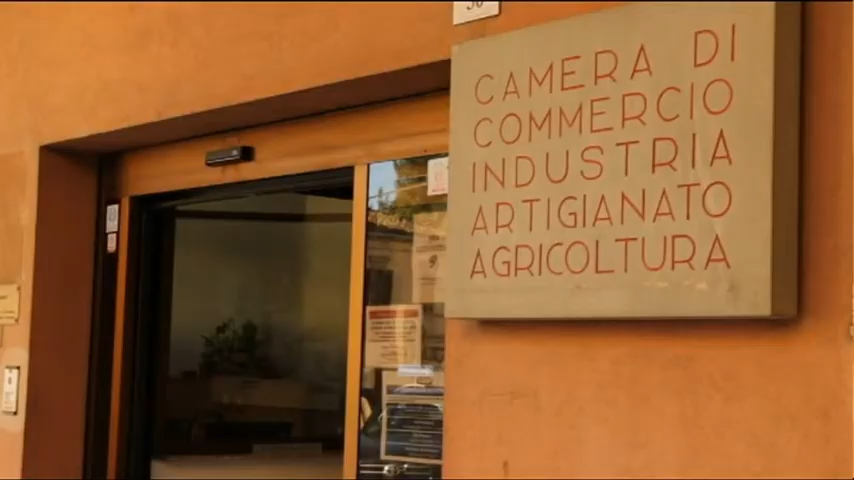 CAMERA DI
COMMERCIO
INDUSTRIA
ARTIGIANATO
AGRICOLTURA